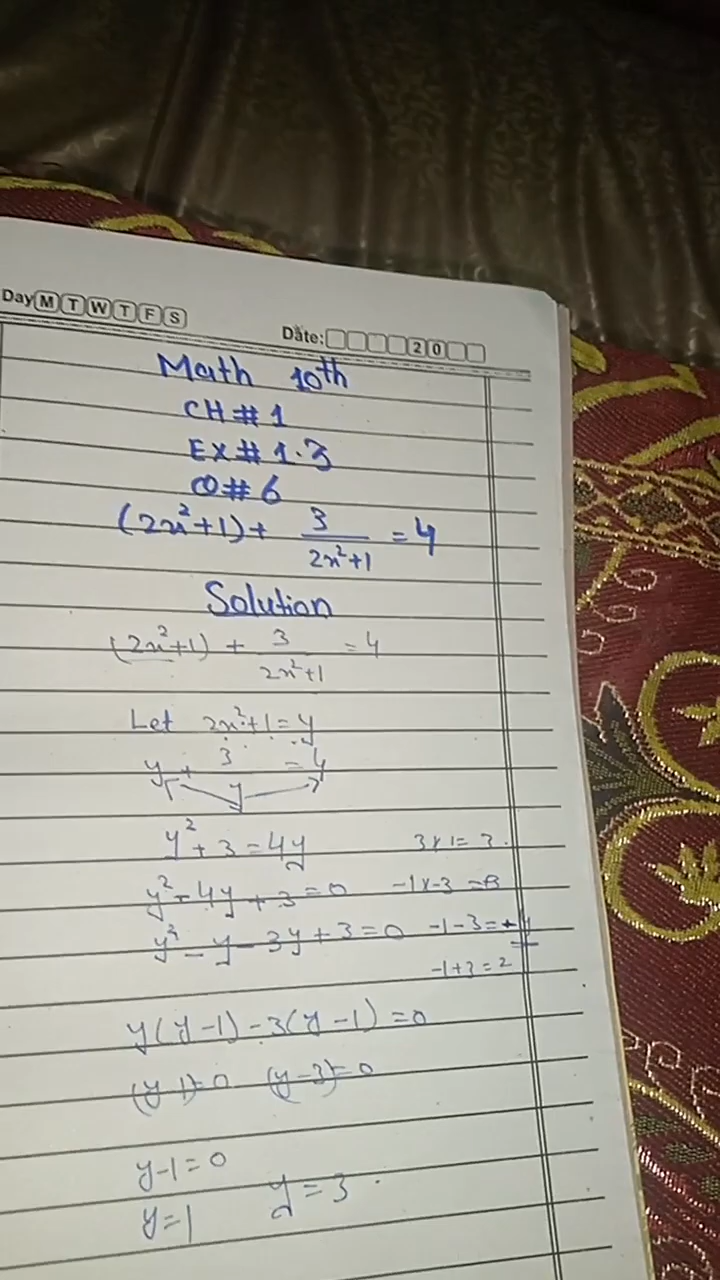 Day M T W T F S Date: 2 0
Math 10th
CH # 1
EX # 1.3
Q # 6
(2x²+1) + 3/(2x²+1) = 4
Solution
(2x²+1) + 3/(2x²+1) = 4
Let 2x²+1 = y
y + 3/y = 4
y² + 3 = 4y 3 x 1 = 3
y² - 4y + 3 = 0 -1 x -3 = 3
y² - y - 3y + 3 = 0 -1 - 3 = -4
-1 + 3 = 2
y(y - 1) - 3(y - 1) = 0
(y - 1) = 0 (y - 3) = 0
y - 1 = 0
y = 1 y = 3